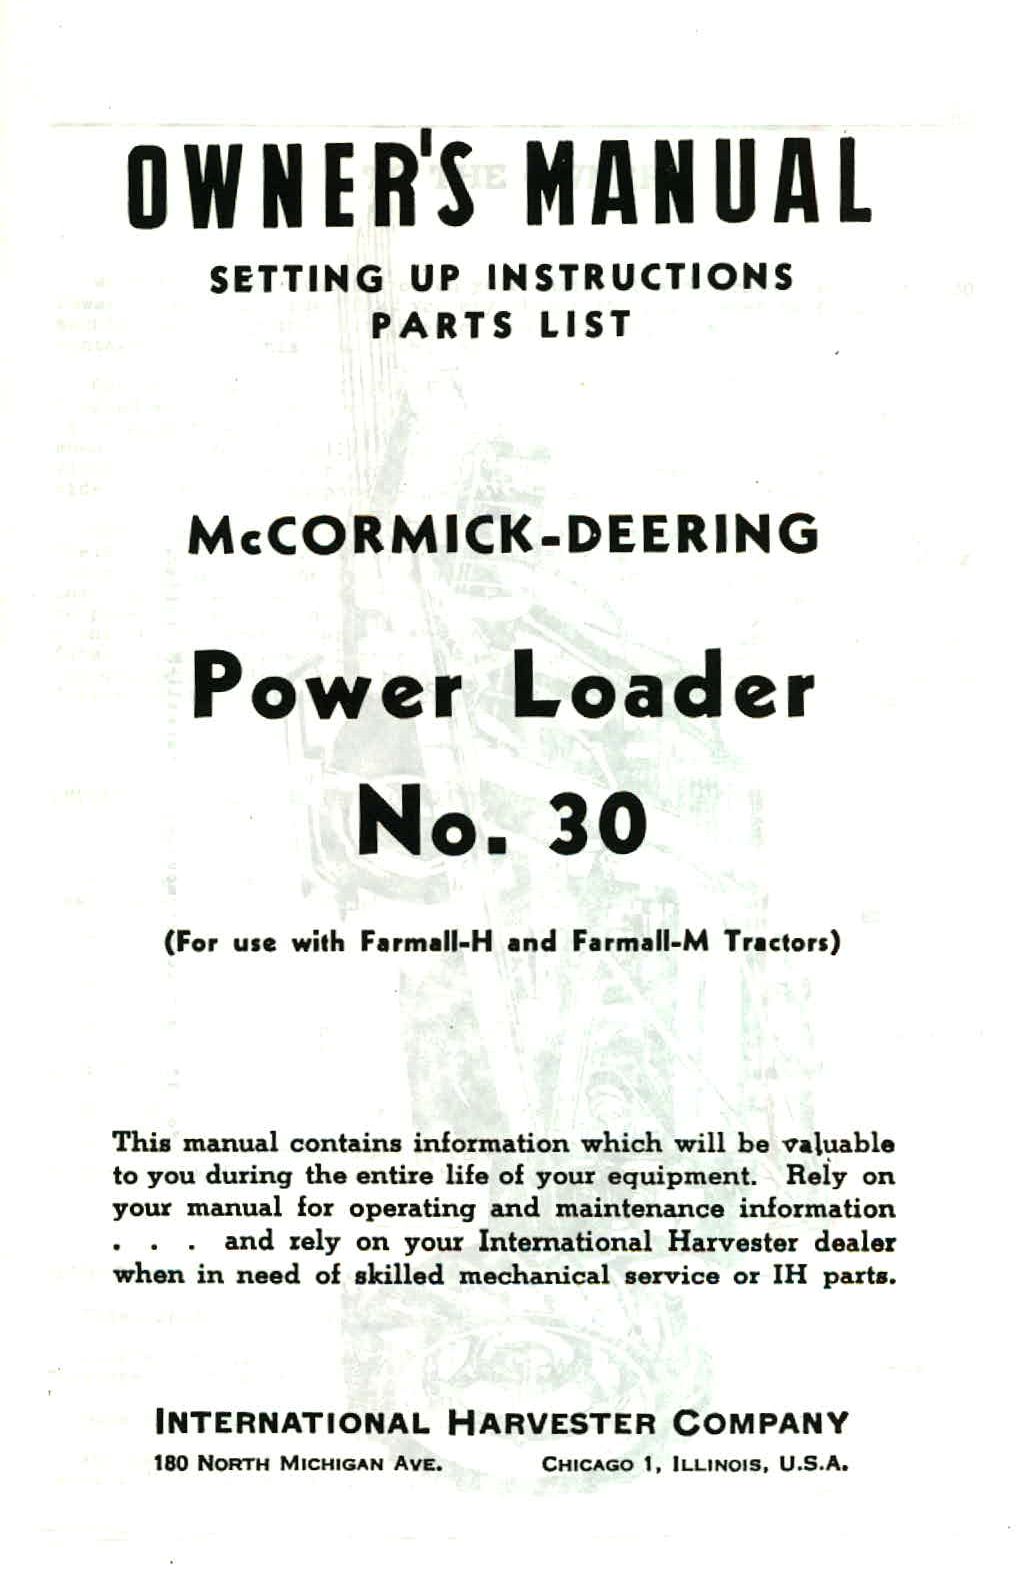 OWNER'S MANUAL
SETTING UP INSTRUCTIONS
PARTS LIST
McCORMICK-DEERING
Power Loader
No. 30
(For use with Farmall-H and Farmall-M Tractors)
This manual contains information which will be valuable
to you during the entire life of your equipment. Rely on
your manual for operating and maintenance information
. . . and rely on your International Harvester dealer
when in need of skilled mechanical service or IH parts.
INTERNATIONAL HARVESTER COMPANY
180 NORTH MICHIGAN AVE. CHICAGO 1, ILLINOIS, U.S.A.